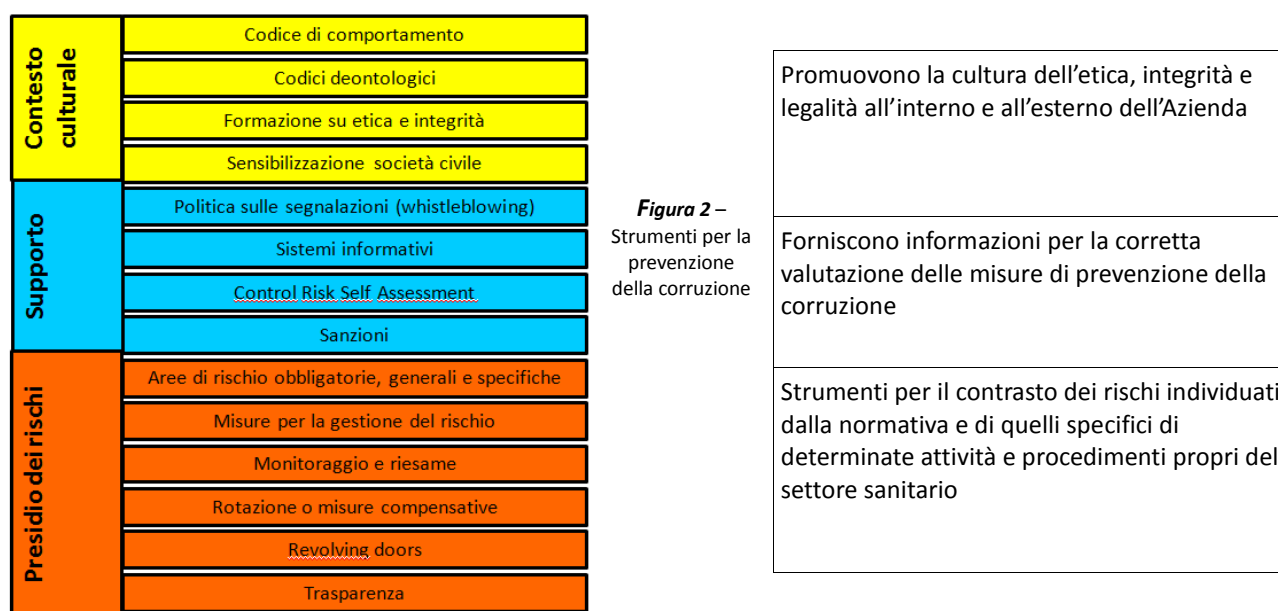 Contesto
culturale
Codice di comportamento
Codici deontologici
Formazione su etica e integrità
Sensibilizzazione società civile
Supporto
Politica sulle segnalazioni (whistleblowing)
Sistemi informativi
Control Risk Self Assessment
Sanzioni
Presidio dei rischi
Aree di rischio obbligatorie, generali e specifiche
Misure per la gestione del rischio
Monitoraggio e riesame
Rotazione o misure compensative
Revolving doors
Trasparenza
Figura 2 –
Strumenti per la
prevenzione
della corruzione
Promuovono la cultura dell’etica, integrità e
legalità all’interno e all’esterno dell’Azienda
Forniscono informazioni per la corretta
valutazione delle misure di prevenzione della
corruzione
Strumenti per il contrasto dei rischi individuati
dalla normativa e di quelli specifici di
determinate attività e procedimenti propri del
settore sanitario